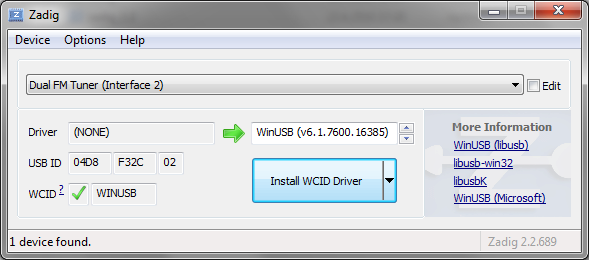 Zadig
Device Options Help
Dual FM Tuner (Interface 2)
Edit
Driver (NONE) WinUSB (v6.1.7600.16385)
USB ID 04D8 F32C 02
WCID ? WINUSB
Install WCID Driver
More Information
WinUSB (libusb)
libusb-win32
libusbK
WinUSB (Microsoft)
1 device found. Zadig 2.2.689